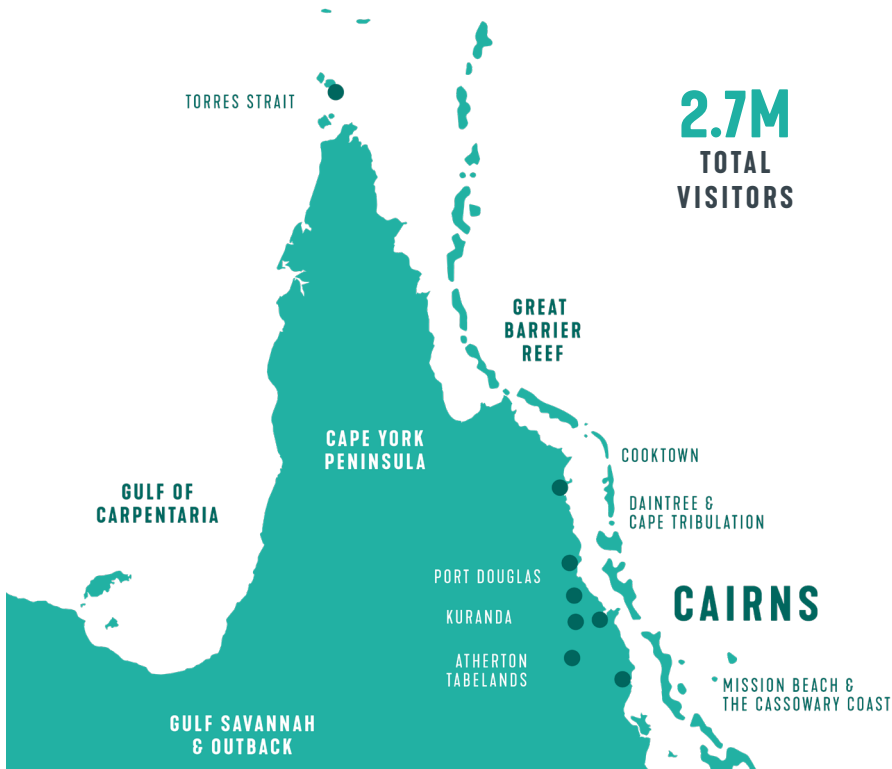 TORRES STRAIT
2.7M
TOTAL
VISITORS
GREAT
BARRIER
REEF
CAPE YORK
PENINSULA
COOKTOWN
GULF OF
CARPENTARIA
DAINTREE &
CAPE TRIBULATION
PORT DOUGLAS
CAIRNS
KURANDA
ATHERTON
TABELANDS
MISSION BEACH &
THE CASSOWARY COAST
GULF SAVANNAH
& OUTBACK